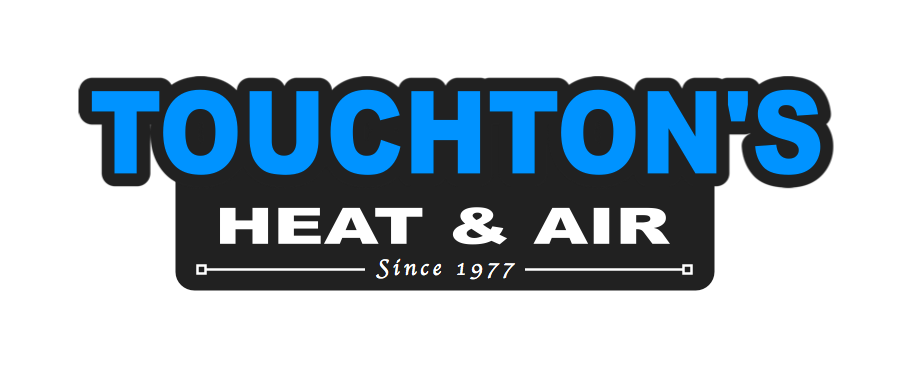 TOUCHTON'S
HEAT & AIR
Since 1977